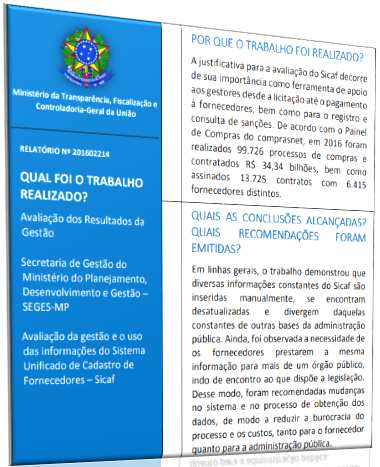 Ministério da Transparência, Fiscalização e
Controladoria-Geral da União
RELATÓRIO Nº 201602214
QUAL FOI O TRABALHO
REALIZADO?
Avaliação dos Resultados da
Gestão
Secretaria de Gestão do
Ministério do Planejamento,
Desenvolvimento e Gestão –
SEGES-MP
Avaliação da gestão e o uso
das informações do Sistema
Unificado de Cadastro de
Fornecedores – Sicaf
POR QUE O TRABALHO FOI REALIZADO?
A justificativa para a avaliação do Sicaf decorre
de sua importância como ferramenta de apoio
aos gestores desde a licitação até o pagamento
à fornecedores, bem como para o registro e
consulta de sanções. De acordo com o Painel
de Compras do comprasnet, em 2016 foram
realizados 99.726 processos de compras e
contratados R$ 34,34 bilhões, bem como
assinados 13.725 contratos com 6.415
fornecedores distintos.
QUAIS AS CONCLUSÕES ALCANÇADAS?
QUAIS RECOMENDAÇÕES FORAM
EMITIDAS?
Em linhas gerais, o trabalho demonstrou que
diversas informações constantes do Sicaf são
inseridas manualmente, se encontram
desatualizadas e divergem daquelas
constantes de outras bases da administração
pública. Ainda, foi observada a necessidade de
os fornecedores prestarem a mesma
informação para mais de um órgão público,
indo de encontro ao que dispõe a legislação.
Desse modo, foram recomendadas mudanças
no sistema e no processo de obtenção dos
dados, de modo a reduzir a burocracia do
processo e os custos, tanto para o fornecedor
quanto para a administração pública.